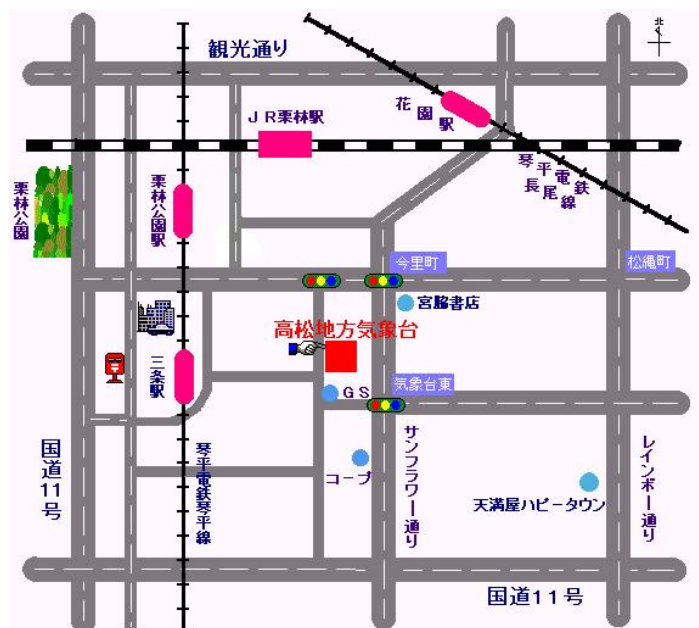 北
観光通り
JR栗林駅
花園駅
琴平電鉄
長尾線
栗林公園
栗林公園駅
今里町
松縄町
宮脇書店
高松地方気象台
三条駅
GS
気象台東
国道11号
琴平電鉄琴平線
コープ
サンフラワー通り
レインボー通り
天満屋ハピータウン
国道11号